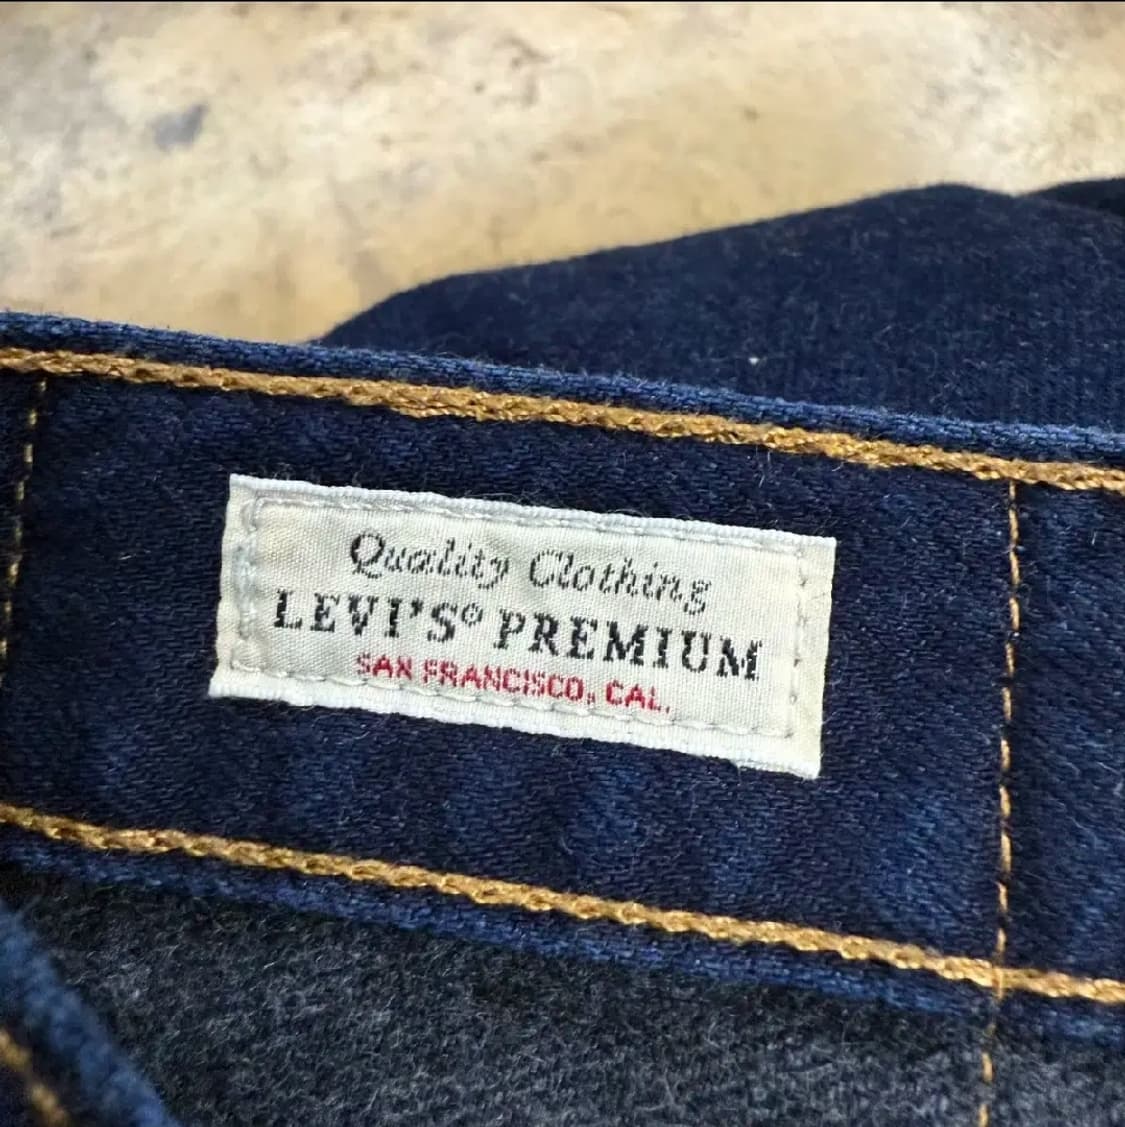 Quality Clothing
LEVI'S® PREMIUM
SAN FRANCISCO, CAL.